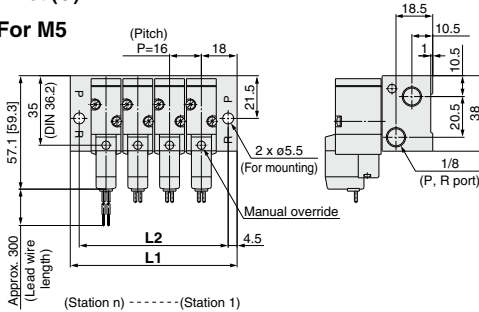 For M5
(Pitch)
P=16
18
18.5
10.5
1
10.5
57.1 [59.3]
35
(DIN 36.2)
P
R
P
R
21.5
20.5
38
2 x ø5.5
(For mounting)
1/8
(P, R port)
Manual override
Approx. 300
(Lead wire
length)
L2
4.5
L1
(Station n) ------- (Station 1)